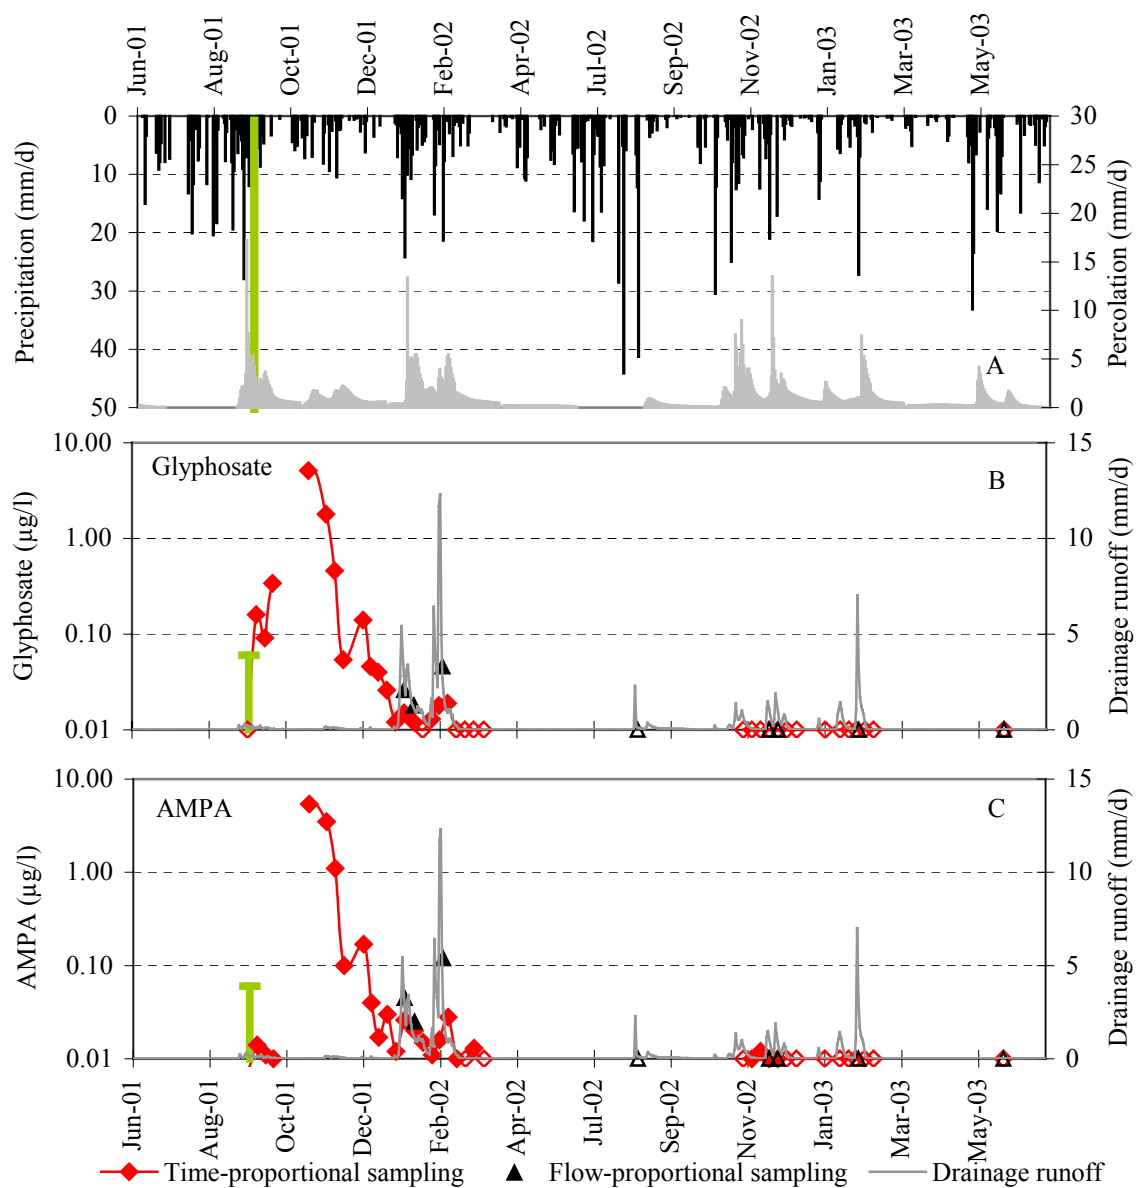 Jun-01 Aug-01 Oct-01 Dec-01 Feb-02 Apr-02 Jul-02 Sep-02 Nov-02 Jan-03 Mar-03 May-03
Precipitation (mm/d)
0
10
20
30
40
50
A
30
25
20
15
10
5
0
Percolation (mm/d)
Glyphosate (µg/l)
10.00
1.00
0.10
0.01
Glyphosate
B
15
10
5
0
Drainage runoff (mm/d)
AMPA (µg/l)
10.00
1.00
0.10
0.01
AMPA
C
15
10
5
0
Drainage runoff (mm/d)
Jun-01 Aug-01 Oct-01 Dec-01 Feb-02 Apr-02 Jul-02 Sep-02 Nov-02 Jan-03 Mar-03 May-03
Time-proportional sampling Flow-proportional sampling Drainage runoff